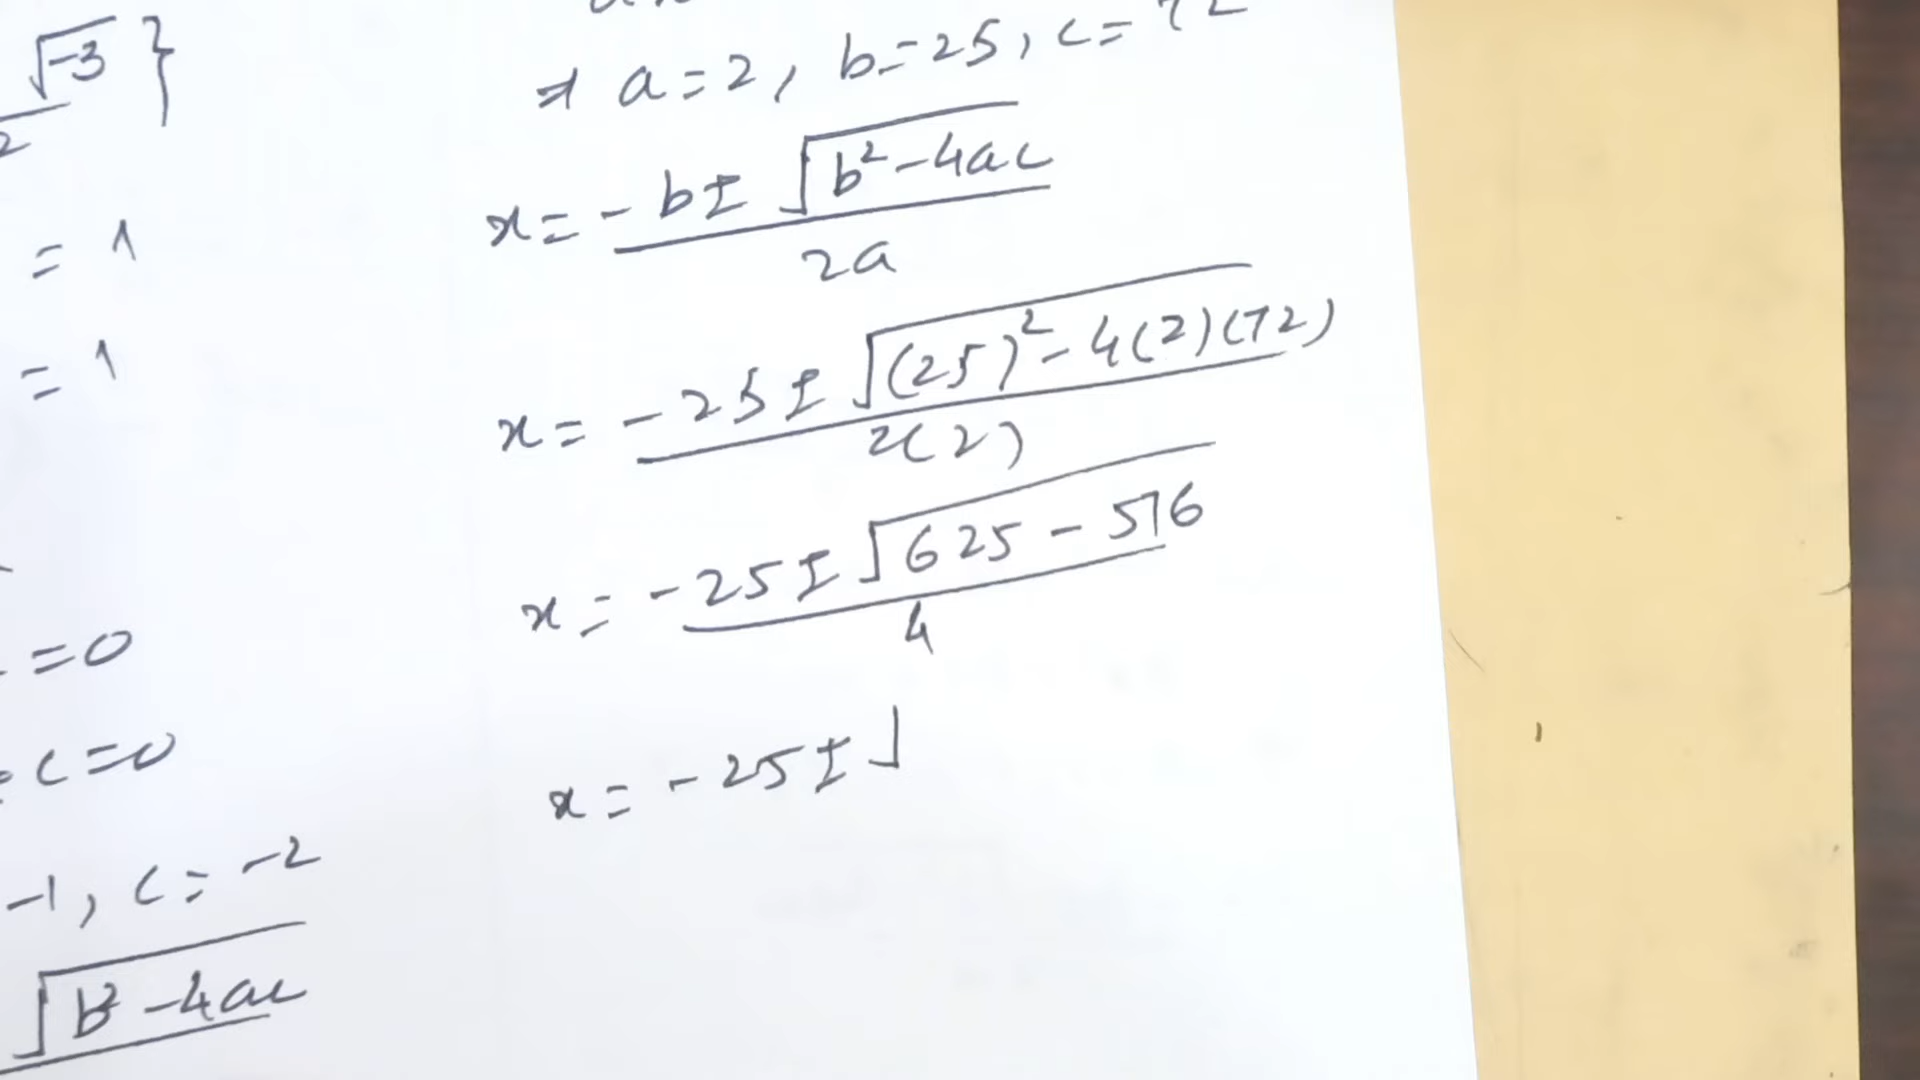 √-3 }
2
= 1
= 1
=0
c=0
-1, c= -2
√b² -4ac
⇒ a=2, b=25, c= 72
x= -b± √b²-4ac
2a
x= -25± √(25)²-4(2)(72)
2(2)
x= -25± √625 - 576
4
x= -25± √